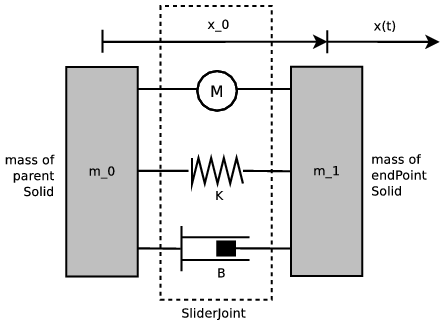 x_0
x(t)
M
mass of
parent
Solid
m_0
m_1
mass of
endPoint
Solid
K
B
SliderJoint